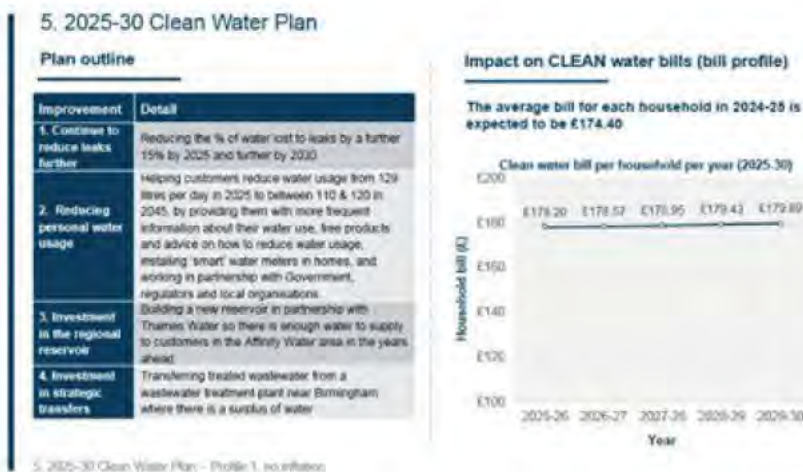 5. 2025-30 Clean Water Plan
Plan outline
Improvement Detail
1. Continue to
reduce leaks
further
Reducing the % of water lost to leaks by a further
15% by 2025 and further by 2030
2. Reducing
personal water
usage
Helping customers reduce water usage from 129
litres per day in 2025 to between 110 & 120 in
2045, by providing them with more frequent
information about their water use, free products
and advice on how to reduce water usage,
installing 'smart' water meters in homes, and
working in partnership with Government,
regulators and local organisations.
3. Investment
in the regional
reservoir
Building a new reservoir in partnership with
Thames Water so there is enough water to supply
to customers in the Affinity Water area in the years
ahead
4. Investment
in strategic
transfers
Transferring treated wastewater from a
wastewater treatment plant near Birmingham
where there is a surplus of water
5. 2025-30 Clean Water Plan – Profile 1, no inflation
Impact on CLEAN water bills (bill profile)
The average bill for each household in 2024-25 is
expected to be £174.40
Clean water bill per household per year (2025-30)
Household bill (£)
£200
£180
£160
£140
£120
£100
£178.20 £178.57 £178.95 £179.43 £179.89
2025-26 2026-27 2027-28 2028-29 2029-30
Year